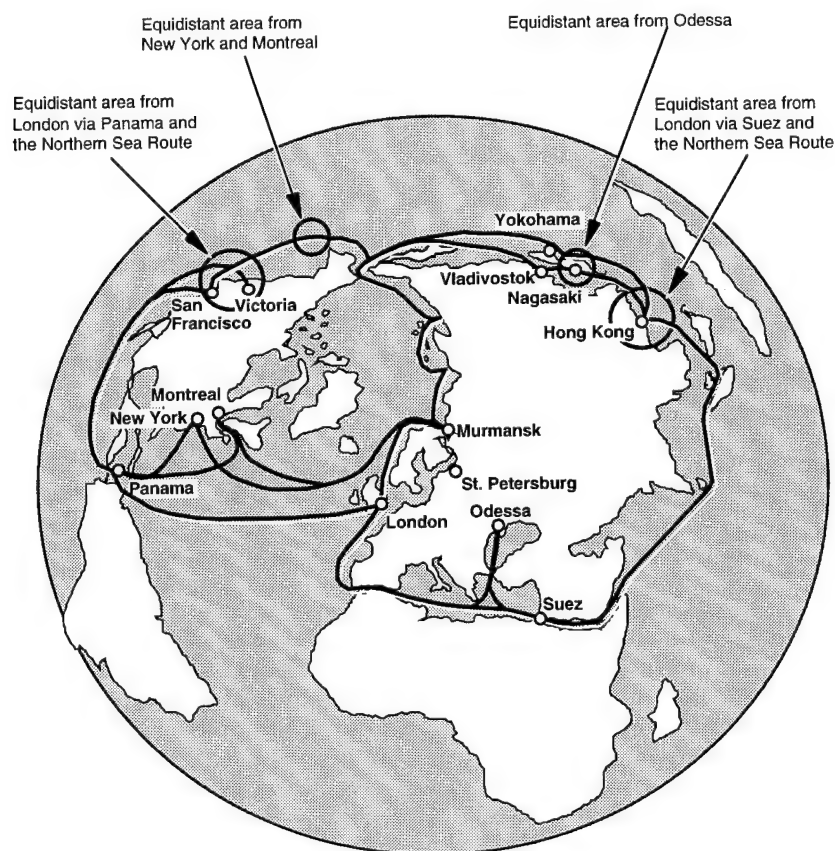 Equidistant area from
New York and Montreal
Equidistant area from Odessa
Equidistant area from
London via Panama and
the Northern Sea Route
Equidistant area from
London via Suez and
the Northern Sea Route
Yokohama
Vladivostok
Nagasaki
San
Francisco
Victoria
Hong Kong
Montreal
New York
Murmansk
Panama
St. Petersburg
Odessa
London
Suez